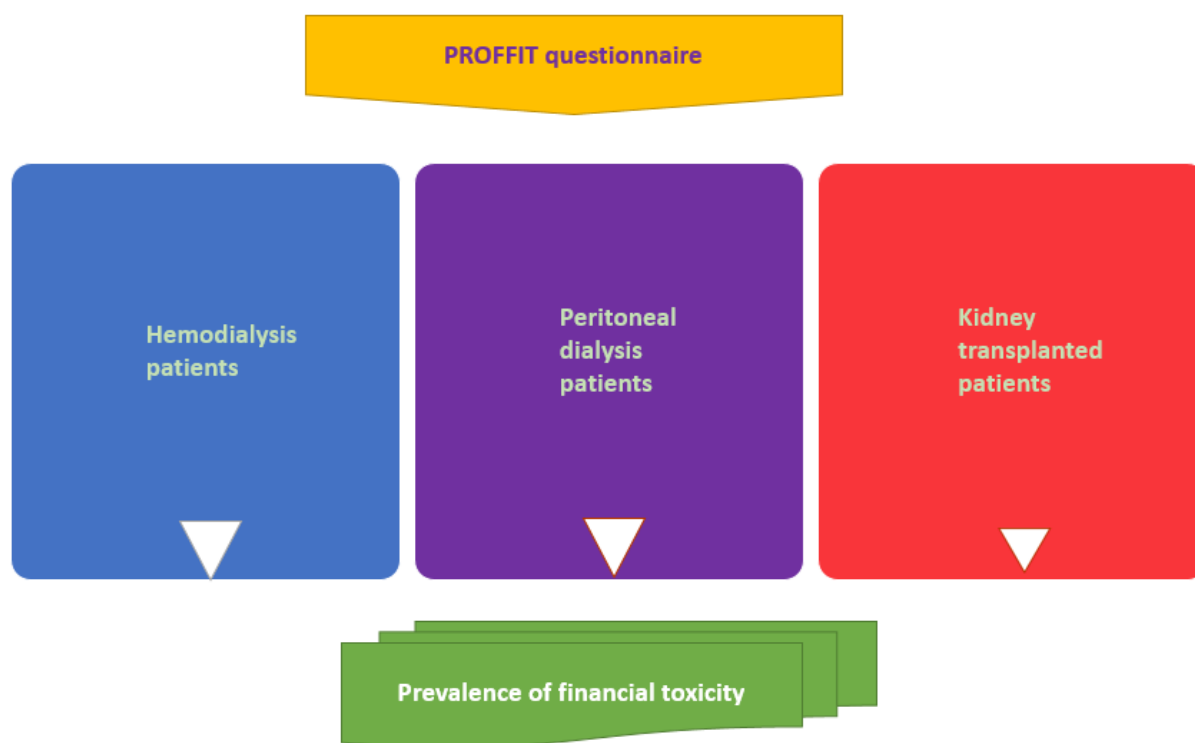 PROFFIT questionnaire
Hemodialysis
patients
Peritoneal
dialysis
patients
Kidney
transplanted
patients
Prevalence of financial toxicity